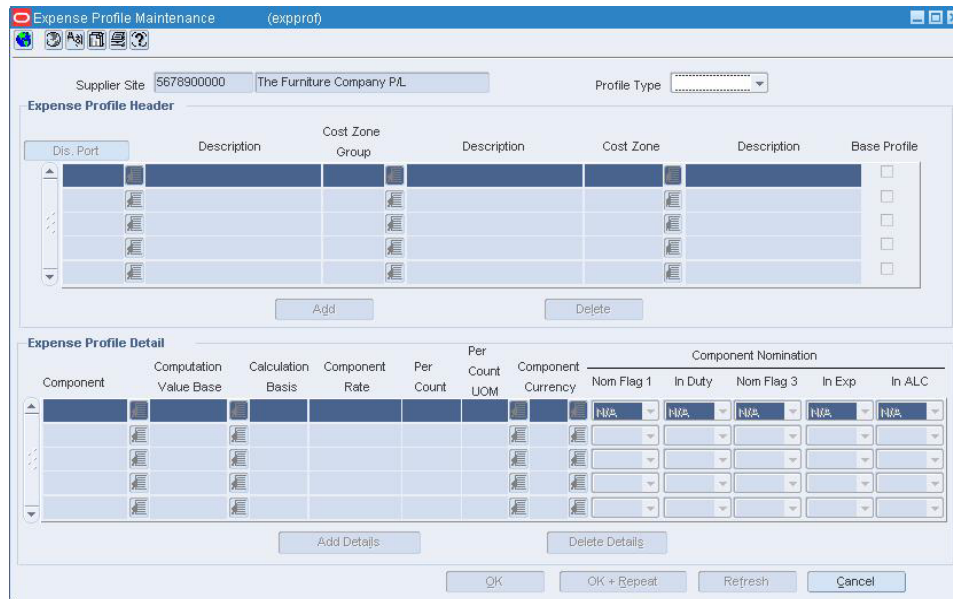 Expense Profile Maintenance (expprof)
Supplier Site 5678900000 The Furniture Company P/L Profile Type
Expense Profile Header
Dis. Port Description Cost Zone Group Description Cost Zone Description Base Profile
Add Delete
Expense Profile Detail
Component Computation Value Base Calculation Basis Component Rate Per Count Per Count UOM Component Currency Component Nomination
Nom Flag 1 In Duty Nom Flag 3 In Exp In ALC
N/A N/A N/A N/A N/A
Add Details Delete Details
OK OK + Repeat Refresh Cancel